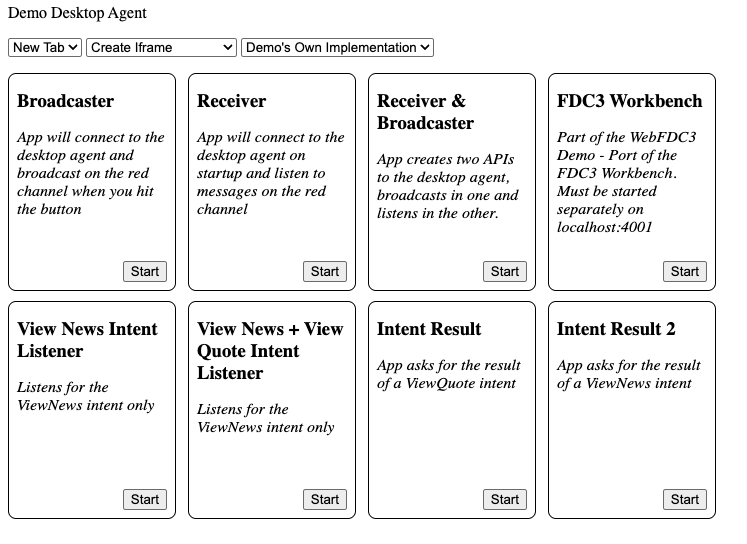 Demo Desktop Agent
New Tab Create Iframe Demo's Own Implementation
Broadcaster
App will connect to the
desktop agent and
broadcast on the red
channel when you hit
the button
Start
Receiver
App will connect to the
desktop agent on
startup and listen to
messages on the red
channel
Start
Receiver &
Broadcaster
App creates two APIs
to the desktop agent,
broadcasts in one and
listens in the other.
Start
FDC3 Workbench
Part of the WebFDC3
Demo - Port of the
FDC3 Workbench.
Must be started
separately on
localhost:4001
Start
View News Intent
Listener
Listens for the
ViewNews intent only
Start
View News + View
Quote Intent
Listener
Listens for the
ViewNews intent only
Start
Intent Result
App asks for the result
of a ViewQuote intent
Start
Intent Result 2
App asks for the result
of a ViewNews intent
Start